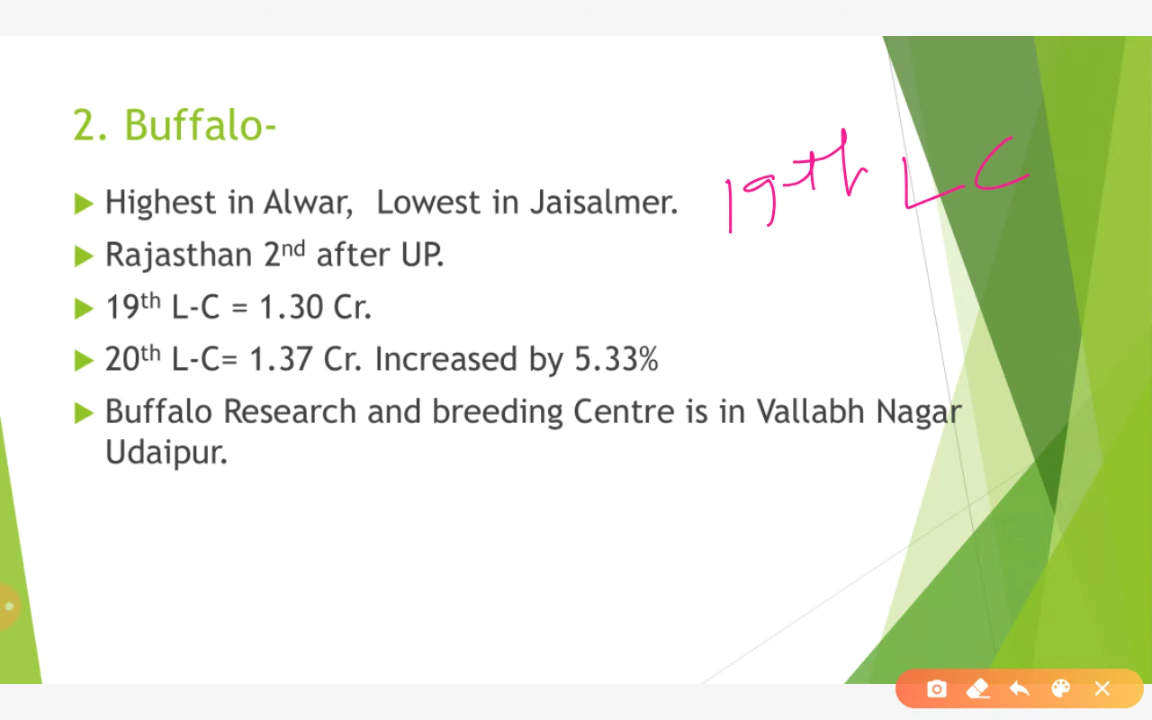 2. Buffalo-
19th LC
Highest in Alwar, Lowest in Jaisalmer.
Rajasthan 2nd after UP.
19th L-C = 1.30 Cr.
20th L-C= 1.37 Cr. Increased by 5.33%
Buffalo Research and breeding Centre is in Vallabh Nagar
Udaipur.